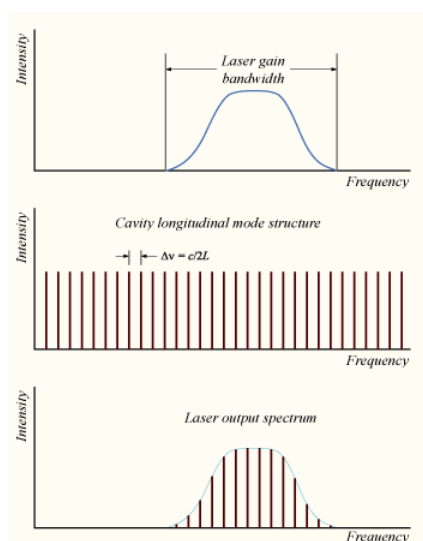 Intensity
Laser gain
bandwidth
Frequency
Intensity
Cavity longitudinal mode structure
Δν = c/2L
Frequency
Intensity
Laser output spectrum
Frequency